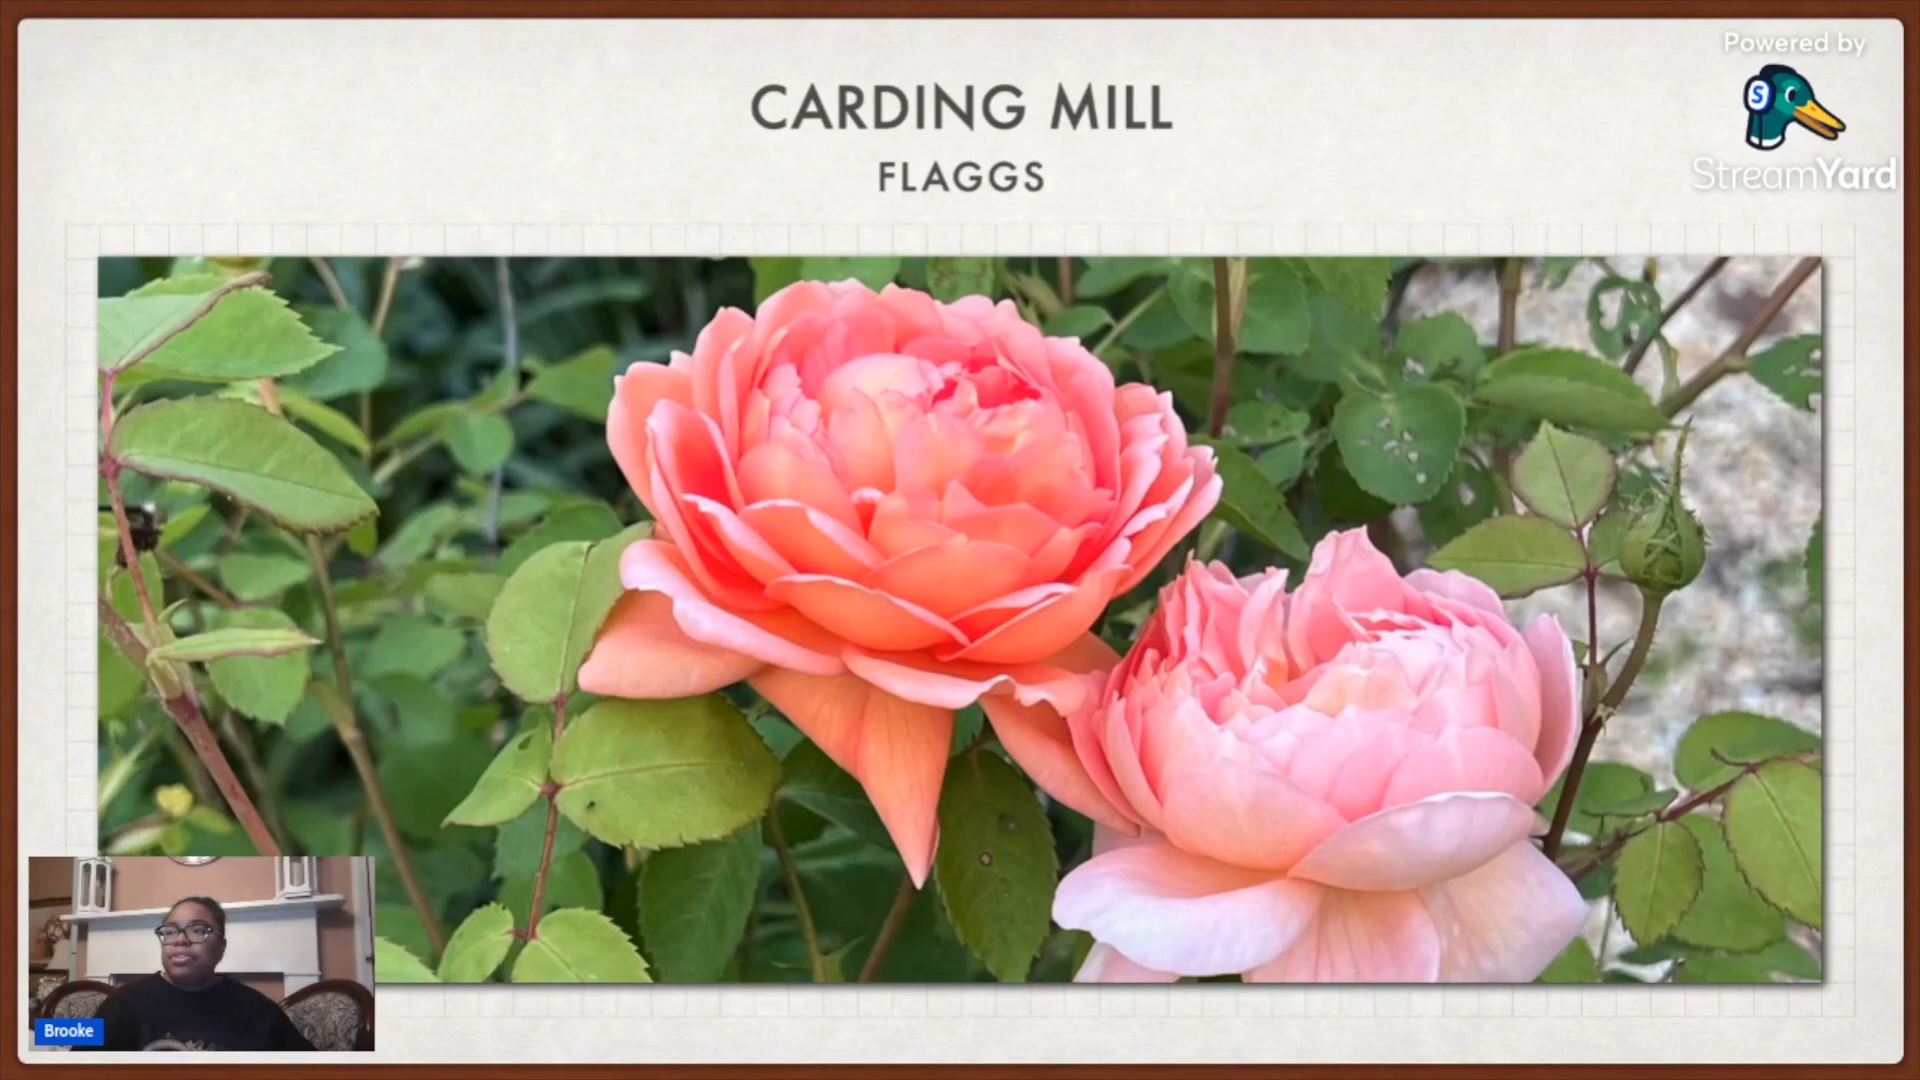 CARDING MILL
FLAGGS
Powered by
S
StreamYard
Brooke